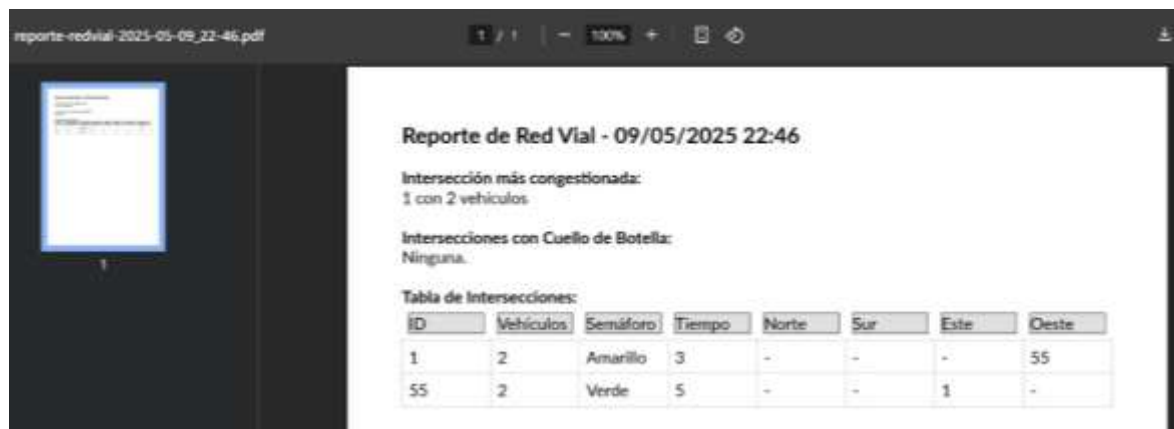 reporte-redvial-2025-05-09_22-46.pdf
1 / 1 | − 100% +
1
Reporte de Red Vial - 09/05/2025 22:46
Intersección más congestionada:
1 con 2 vehículos
Intersecciones con Cuello de Botella:
Ninguna.
Tabla de Intersecciones:
ID Vehículos Semáforo Tiempo Norte Sur Este Oeste
1 2 Amarillo 3 - - - 55
55 2 Verde 5 - - 1 -